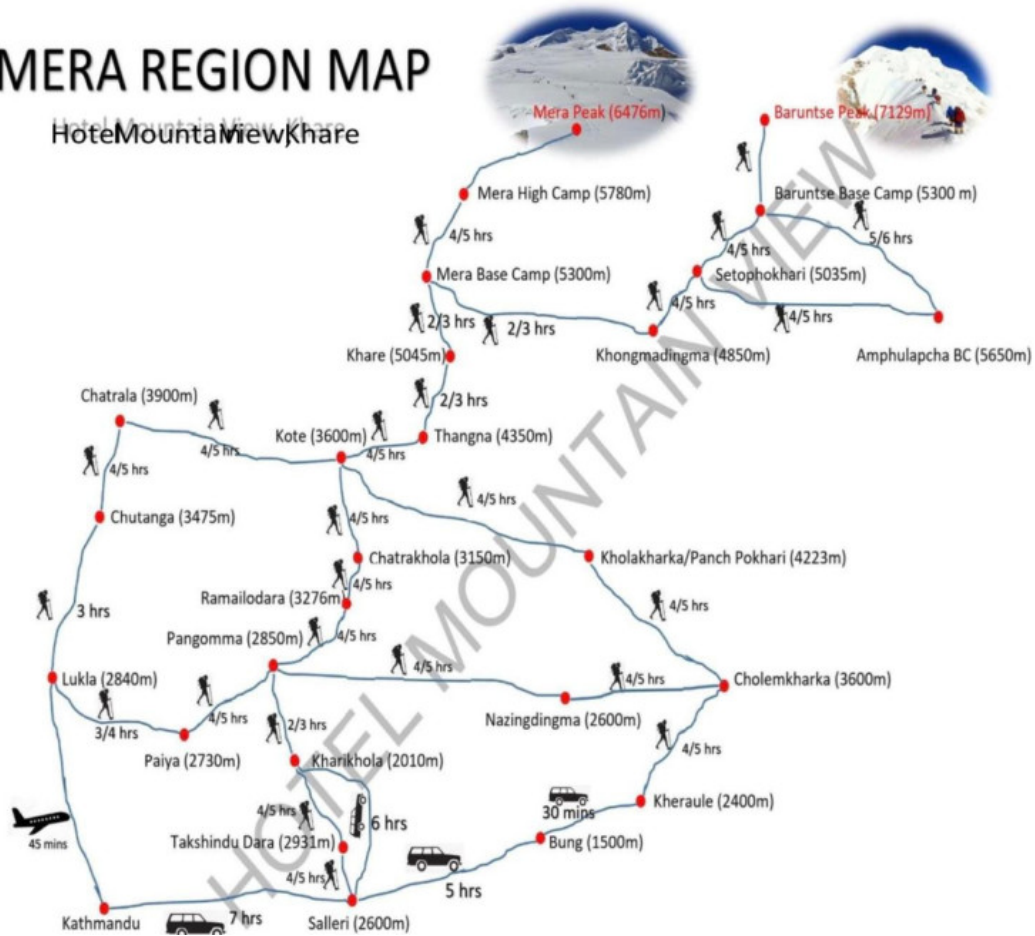 MERA REGION MAP
Hotel Mountain View, Khare
Mera Peak (6476m)
Baruntse Peak (7129m)
Mera High Camp (5780m)
Baruntse Base Camp (5300 m)
4/5 hrs
4/5 hrs
5/6 hrs
Mera Base Camp (5300m)
Setophokhari (5035m)
4/5 hrs
4/5 hrs
2/3 hrs
2/3 hrs
Khare (5045m)
Khongmadingma (4850m)
Amphulapcha BC (5650m)
2/3 hrs
Chatrala (3900m)
Kote (3600m)
Thangna (4350m)
4/5 hrs
4/5 hrs
4/5 hrs
4/5 hrs
Chutanga (3475m)
4/5 hrs
Chatrakhola (3150m)
Kholakharka/Panch Pokhari (4223m)
4/5 hrs
Ramailodara (3276m)
4/5 hrs
3 hrs
Pangomma (2850m)
4/5 hrs
4/5 hrs
Lukla (2840m)
4/5 hrs
Cholemkharka (3600m)
4/5 hrs
Nazingdingma (2600m)
3/4 hrs
2/3 hrs
4/5 hrs
Paiya (2730m)
Kharikhola (2010m)
Kheraule (2400m)
4/5 hrs
6 hrs
30 mins
45 mins
Takshindu Dara (2931m)
Bung (1500m)
4/5 hrs
5 hrs
Kathmandu
7 hrs
Salleri (2600m)
HOTEL MOUNTAIN VIEW